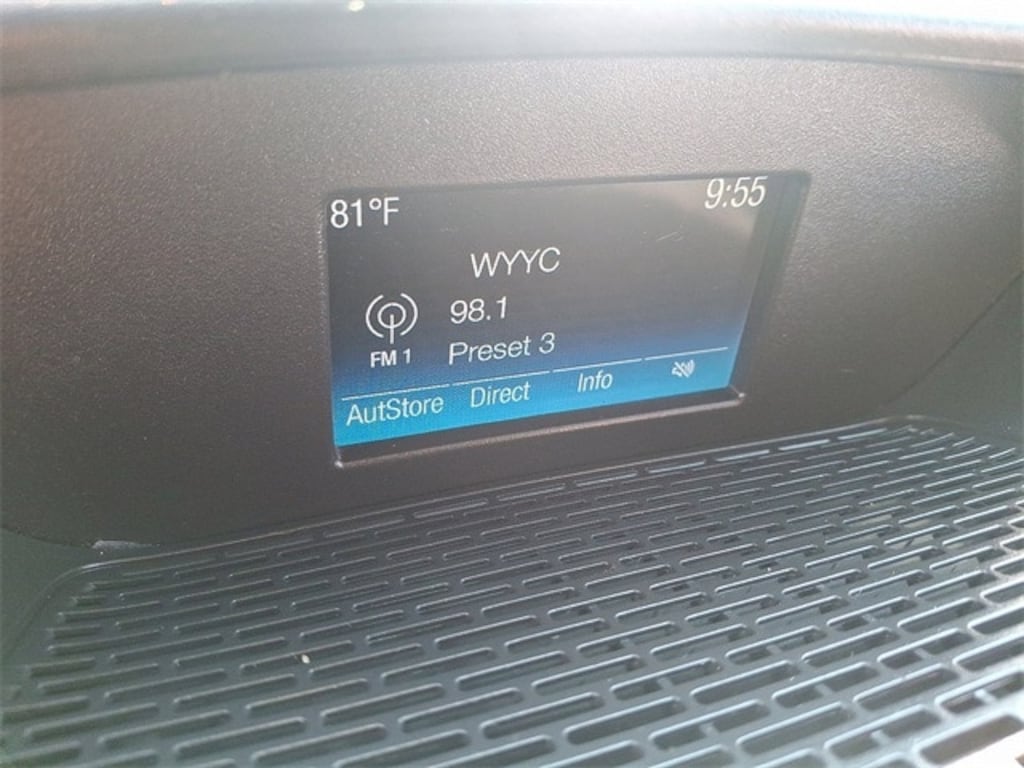 81°F 9:55
WYYC
98.1
FM 1
Preset 3
AutStore Direct Info